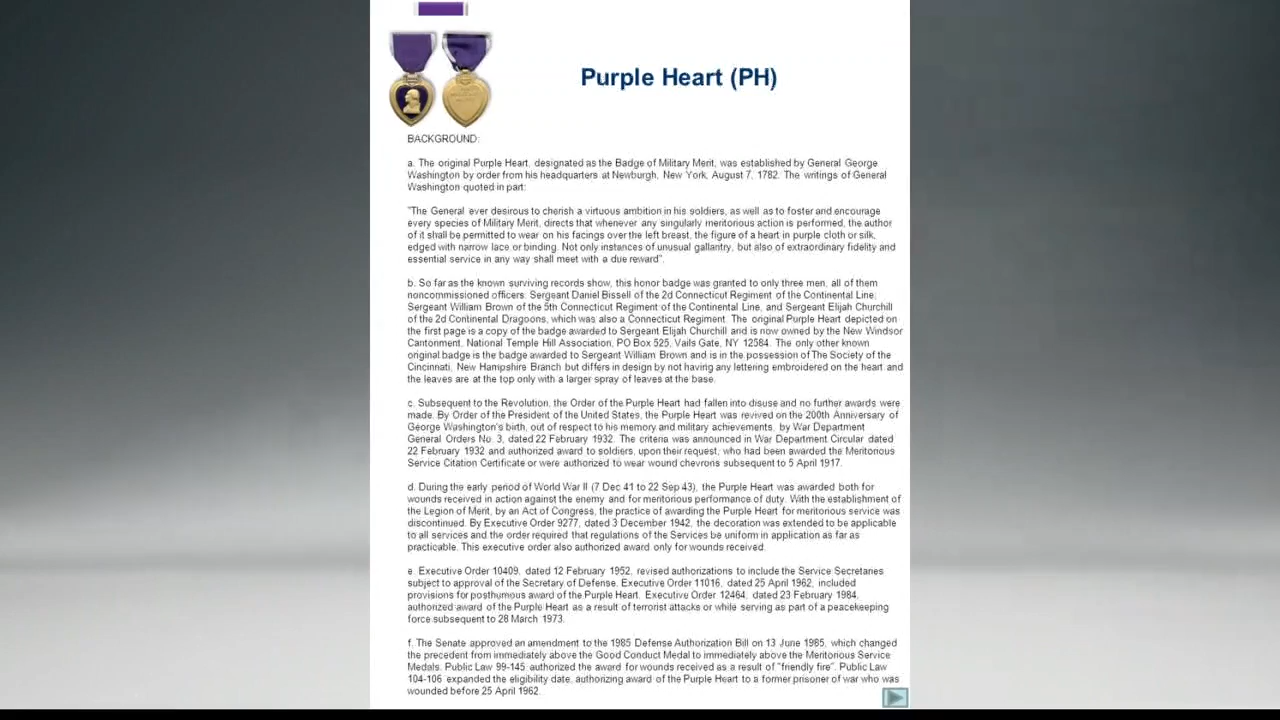 Purple Heart (PH)
BACKGROUND:
a. The original Purple Heart, designated as the Badge of Military Merit, was established by General George
Washington by order from his headquarters at Newburgh, New York, August 7, 1782. The writings of General
Washington quoted in part:
"The General ever desirous to cherish a virtuous ambition in his soldiers, as well as to foster and encourage
every species of Military Merit, directs that whenever any singularly meritorious action is performed, the author
of it shall be permitted to wear on his facings over the left breast, the figure of a heart in purple cloth or silk,
edged with narrow lace or binding. Not only instances of unusual gallantry, but also of extraordinary fidelity and
essential service in any way shall meet with a due reward".
b. So far as the known surviving records show, this honor badge was granted to only three men, all of them
noncommissioned officers: Sergeant Daniel Bissell of the 2d Connecticut Regiment of the Continental Line;
Sergeant William Brown of the 5th Connecticut Regiment of the Continental Line, and Sergeant Elijah Churchill
of the 2d Continental Dragoons, which was also a Connecticut Regiment. The original Purple Heart depicted on
the first page is a copy of the badge awarded to Sergeant Elijah Churchill and is now owned by the New Windsor
Cantonment, National Temple Hill Association, PO Box 525, Vails Gate, NY 12584. The only other known
original badge is the badge awarded to Sergeant William Brown and is in the possession of The Society of the
Cincinnati, New Hampshire Branch but differs in design by not having any lettering embroidered on the heart and
the leaves are at the top only with a larger spray of leaves at the base.
c. Subsequent to the Revolution, the Order of the Purple Heart had fallen into disuse and no further awards were
made. By Order of the President of the United States, the Purple Heart was revived on the 200th Anniversary of
George Washington's birth, out of respect to his memory and military achievements, by War Department
General Orders No. 3, dated 22 February 1932. The criteria was announced in War Department Circular dated
22 February 1932 and authorized award to soldiers, upon their request, who had been awarded the Meritorious
Service Citation Certificate or were authorized to wear wound chevrons subsequent to 5 April 1917.
d. During the early period of World War II (7 Dec 41 to 22 Sep 43), the Purple Heart was awarded both for
wounds received in action against the enemy and for meritorious performance of duty. With the establishment of
the Legion of Merit, by an Act of Congress, the practice of awarding the Purple Heart for meritorious service was
discontinued. By Executive Order 9277, dated 3 December 1942, the decoration was extended to be applicable
to all services and the order required that regulations of the Services be uniform in application as far as
practicable. This executive order also authorized award only for wounds received.
e. Executive Order 10409, dated 12 February 1952, revised authorizations to include the Service Secretaries
subject to approval of the Secretary of Defense. Executive Order 11016, dated 25 April 1962, included
provisions for posthumous award of the Purple Heart. Executive Order 12464, dated 23 February 1984,
authorized award of the Purple Heart as a result of terrorist attacks or while serving as part of a peacekeeping
force subsequent to 28 March 1973.
f. The Senate approved an amendment to the 1985 Defense Authorization Bill on 13 June 1985, which changed
the precedent from immediately above the Good Conduct Medal to immediately above the Meritorious Service
Medals. Public Law 99-145 authorized the award for wounds received as a result of "friendly fire". Public Law
104-106 expanded the eligibility date, authorizing award of the Purple Heart to a former prisoner of war who was
wounded before 25 April 1962.